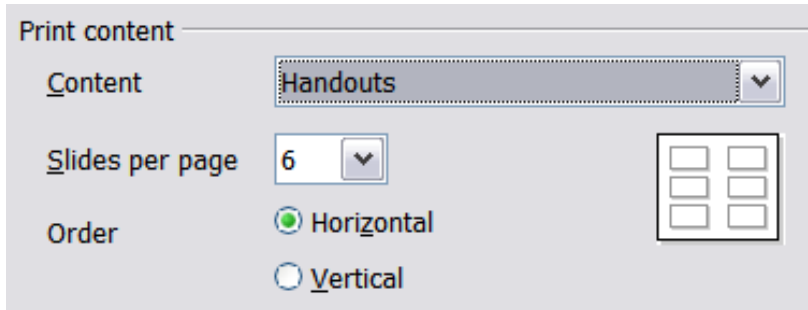 Print content
Content Handouts
Slides per page 6
Order Horizontal
Vertical